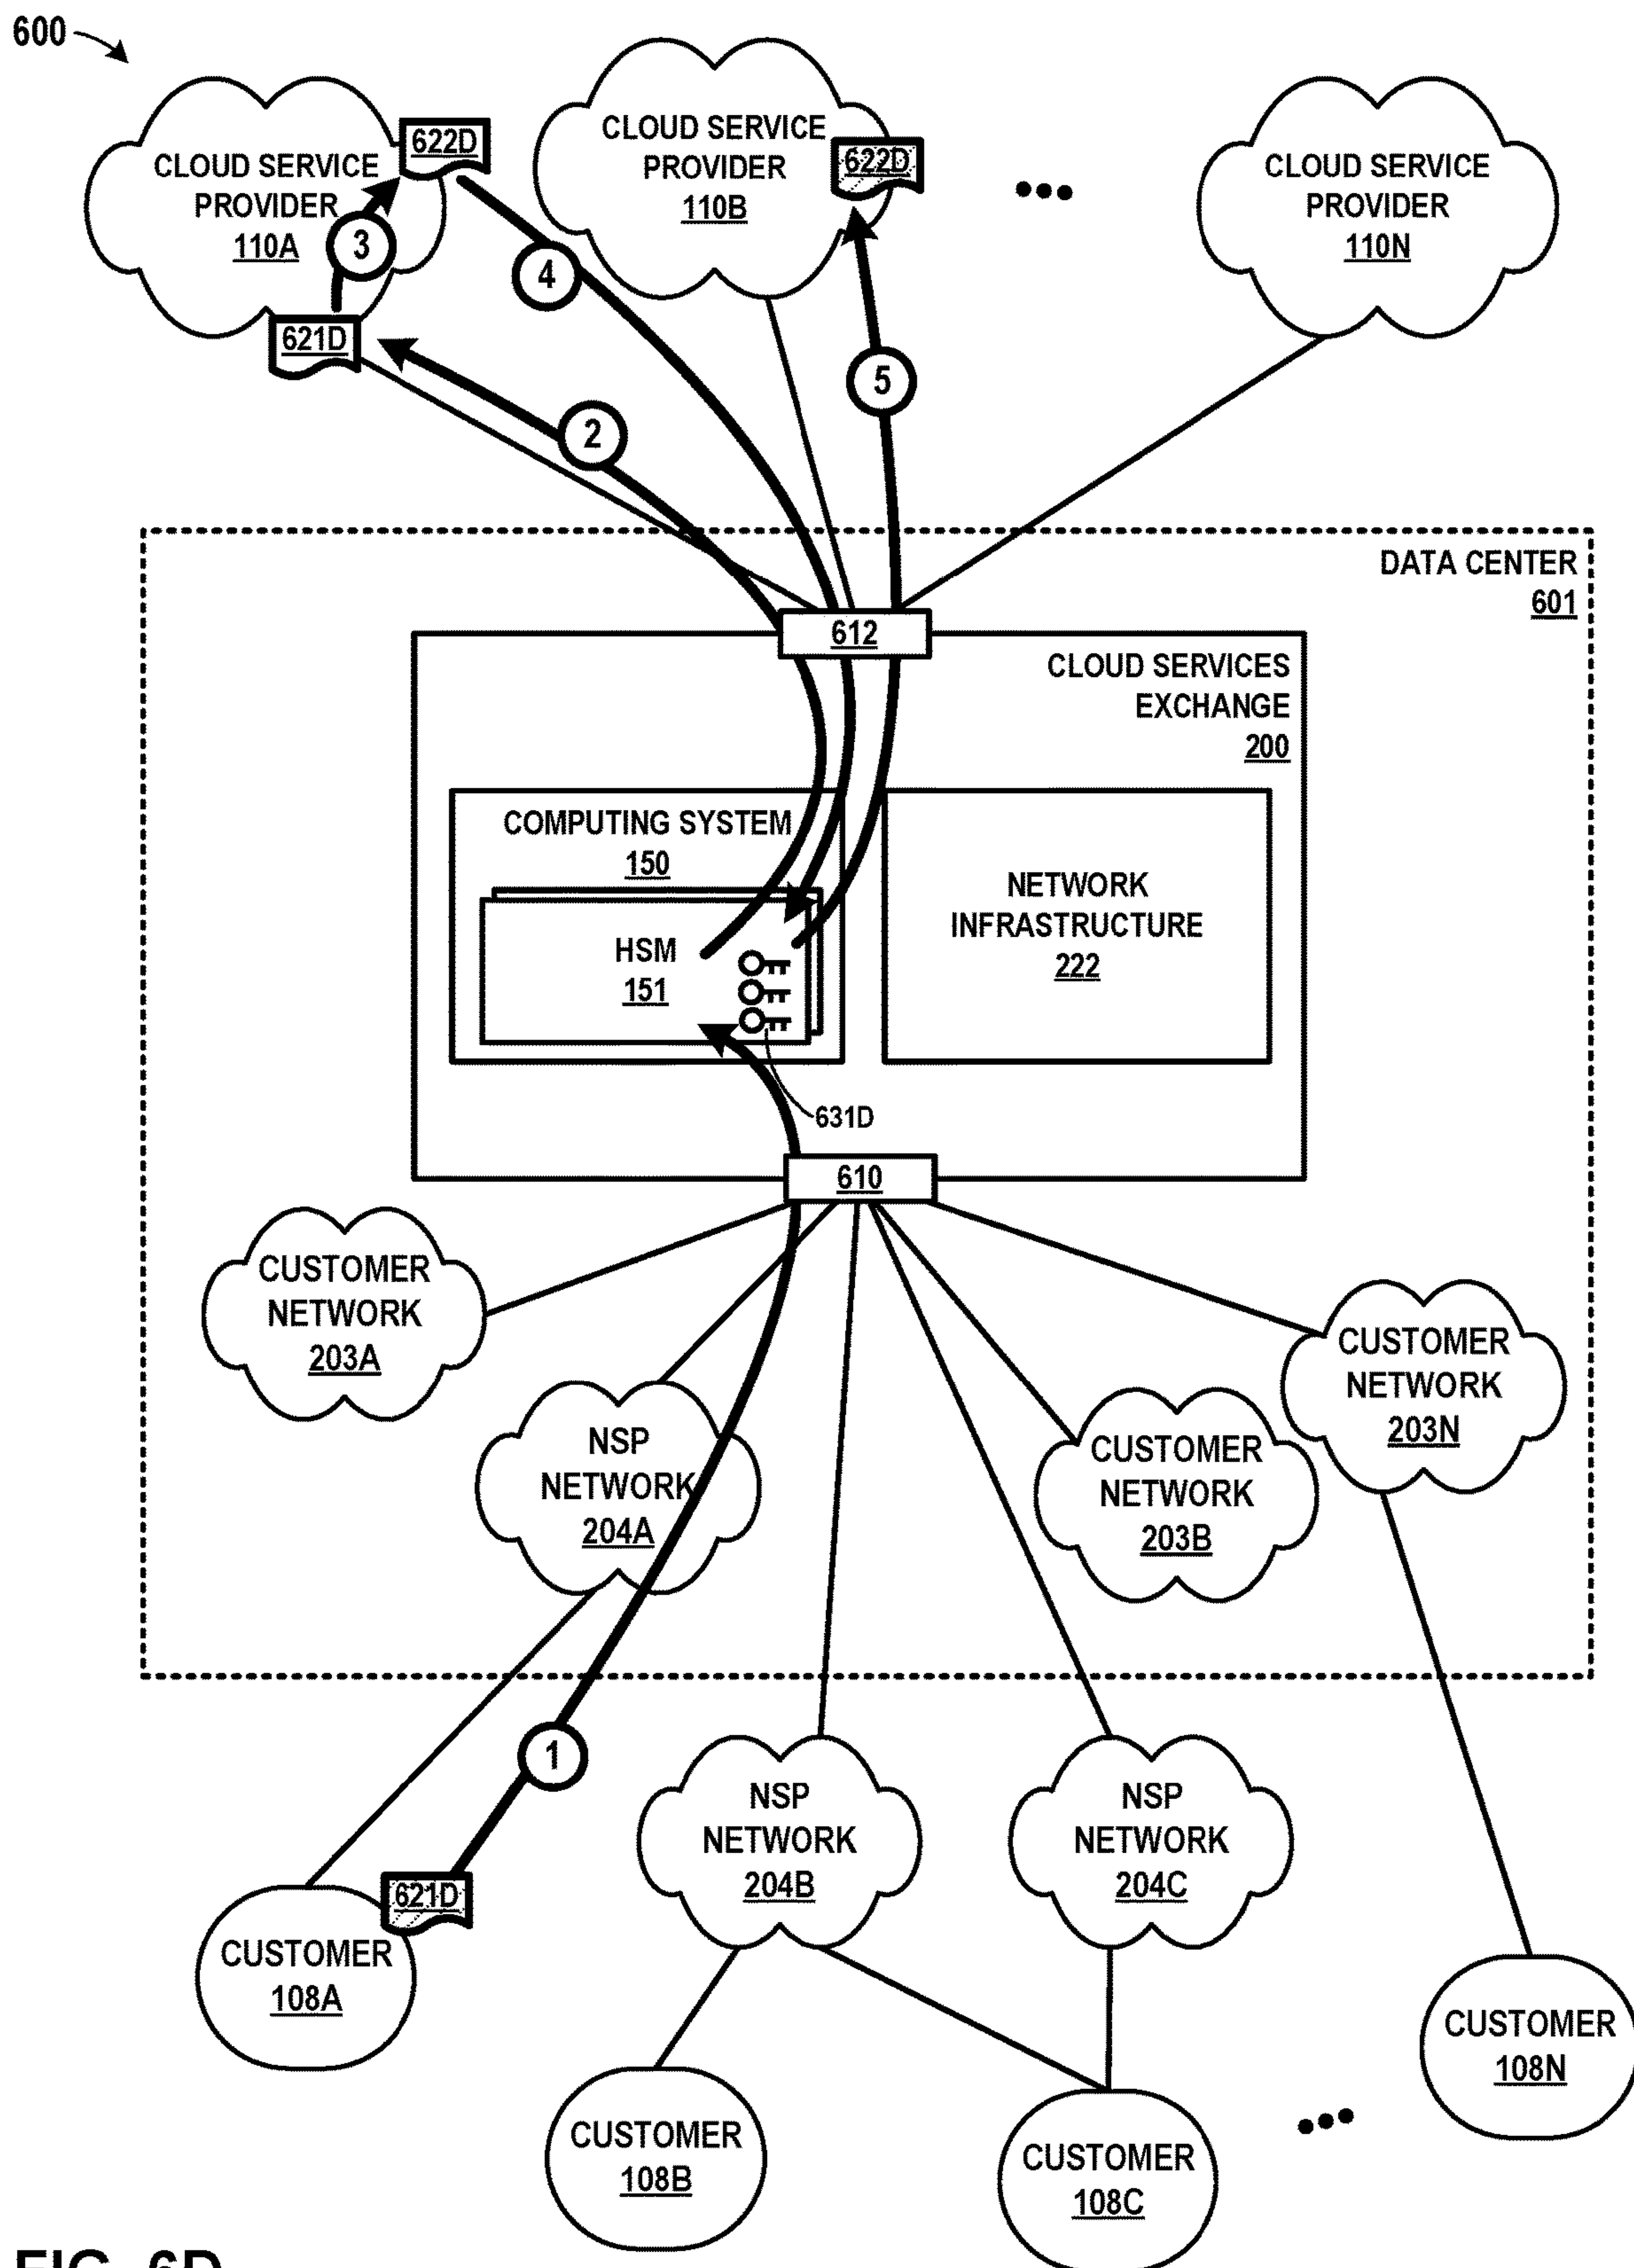 600
CLOUD SERVICE
PROVIDER
110A
622D
3
621D
4
2
CLOUD SERVICE
PROVIDER
110B
622D
5
CLOUD SERVICE
PROVIDER
110N
DATA CENTER
601
612
CLOUD SERVICES
EXCHANGE
200
COMPUTING SYSTEM
150
HSM
151
NETWORK
INFRASTRUCTURE
222
631D
610
CUSTOMER
NETWORK
203A
NSP
NETWORK
204A
CUSTOMER
NETWORK
203B
CUSTOMER
NETWORK
203N
1
621D
CUSTOMER
108A
NSP
NETWORK
204B
NSP
NETWORK
204C
CUSTOMER
108B
CUSTOMER
108C
CUSTOMER
108N
FIG. 6D